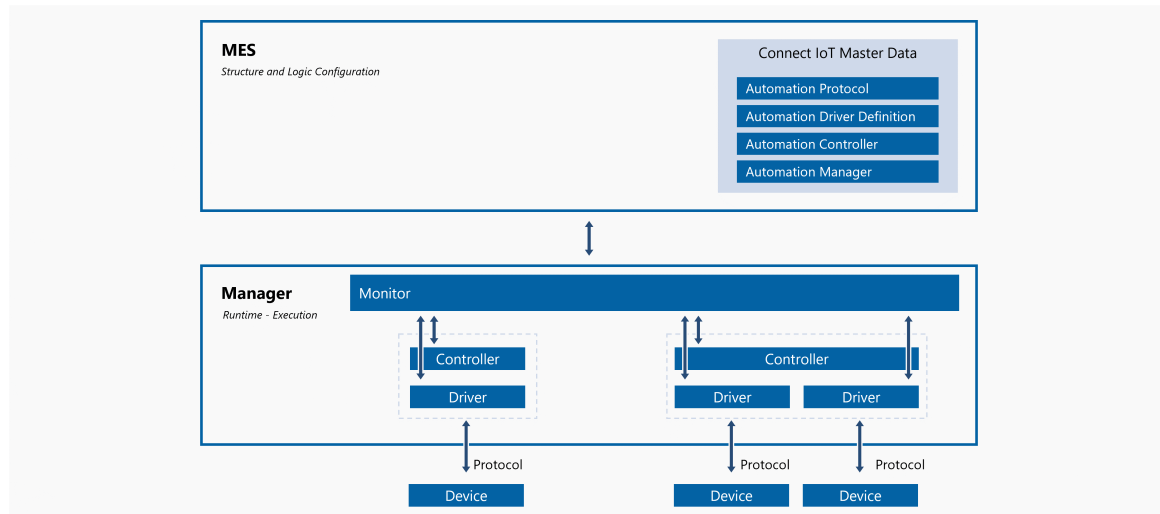 MES
Structure and Logic Configuration
Connect IoT Master Data
Automation Protocol
Automation Driver Definition
Automation Controller
Automation Manager
Manager
Runtime - Execution
Monitor
Controller
Controller
Driver
Driver
Driver
Protocol
Protocol
Protocol
Device
Device
Device